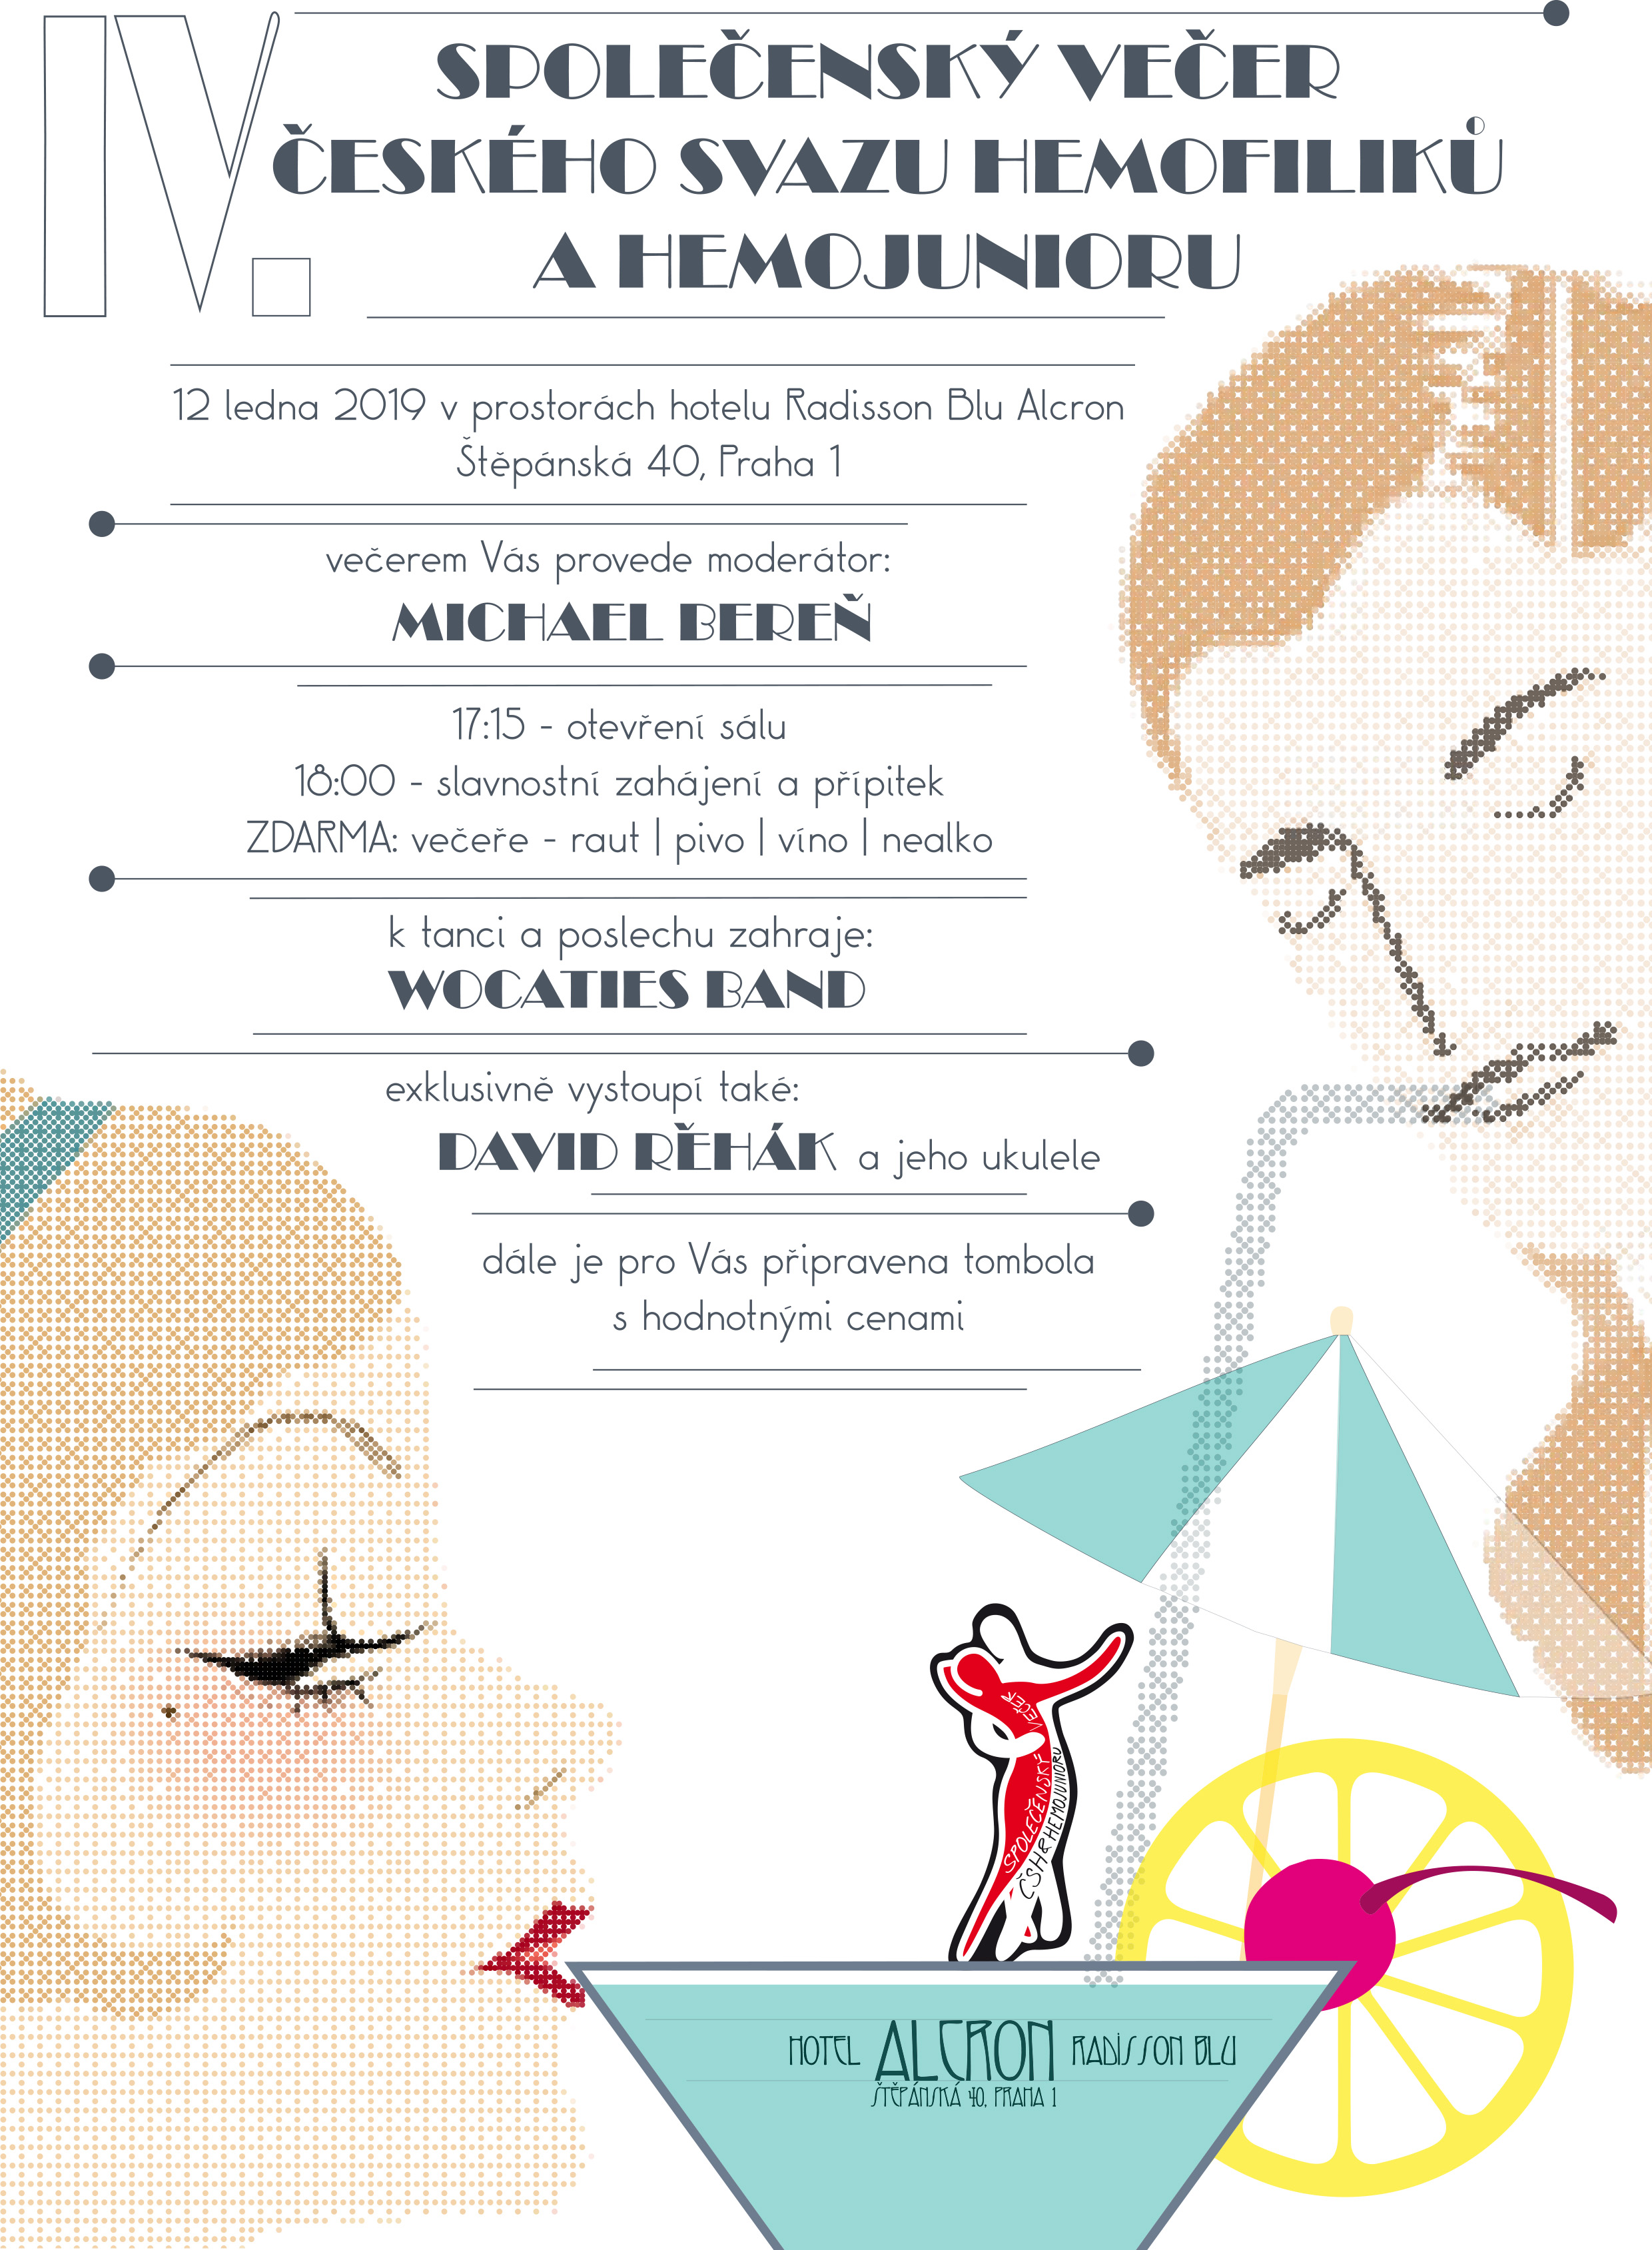 IV.
SPOLEČENSKÝ VEČER
ČESKÉHO SVAZU HEMOFILIKŮ
A HEMOJUNIORU
12 ledna 2019 v prostorách hotelu Radisson Blu Alcron
Štěpánská 40, Praha 1
večerem Vás provede moderátor:
MICHAEL BEREŇ
17:15 - otevření sálu
18:00 - slavnostní zahájení a přípitek
ZDARMA: večeře - raut | pivo | víno | nealko
k tanci a poslechu zahraje:
WOCATIES BAND
exklusivně vystoupí také:
DAVID RĚHÁK a jeho ukulele
dále je pro Vás připravena tombola
s hodnotnými cenami
SPOLEČENSKÝ VEČER
ČSH & HEMOJUNIORU
HOTEL ALCRON RADISSON BLU
ŠTĚPÁNSKÁ 40, PRAHA 1